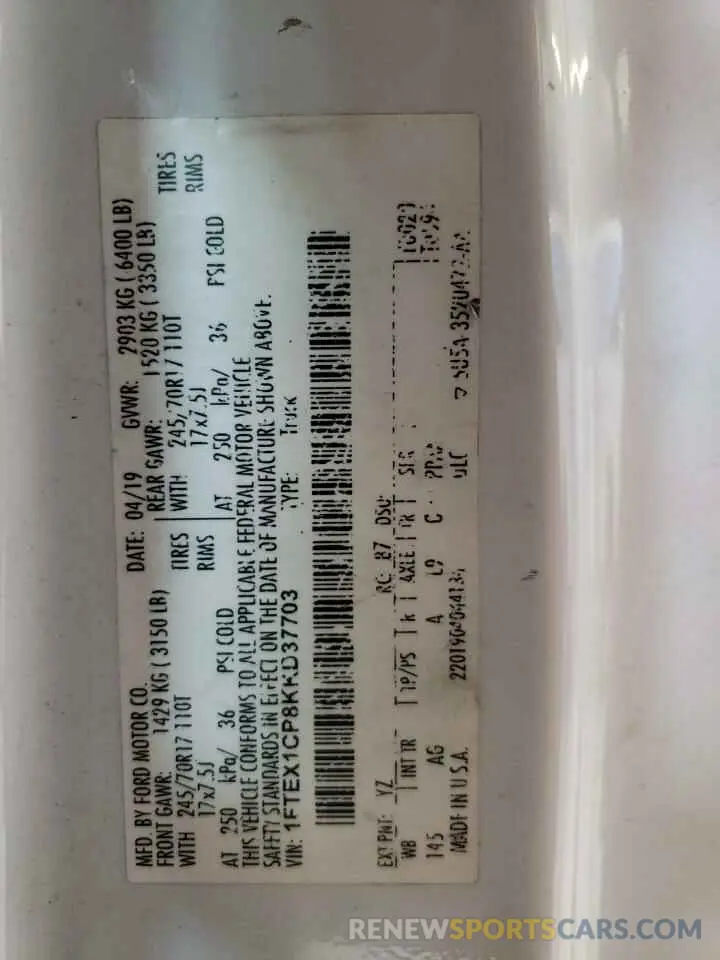 MFD. BY FORD MOTOR CO. DATE: 04/19 GVWR: 2903 KG ( 6400 LB)
FRONT GAWR: 1429 KG ( 3150 LB) REAR GAWR: 1520 KG ( 3350 LB)
WITH 245/70R17 110T TIRES WITH 245/70R17 110T TIRES
17x7.5J RIMS 17x7.5J RIMS
AT 250 kPa/ 36 PSI COLD AT 250 kPa/ 36 PSI COLD
THIS VEHICLE CONFORMS TO ALL APPLICABLE FEDERAL MOTOR VEHICLE
SAFETY STANDARDS IN EFFECT ON THE DATE OF MANUFACTURE SHOWN ABOVE.
VIN: 1FTEX1CP8KKD37703 TYPE: Truck
EXT PNT: YZ RC: 87 DSO:
WB INT TR TP/PS AXLE
145 AG 4 L9
MADE IN U.S.A.
RENEWSPORTSCARS.COM